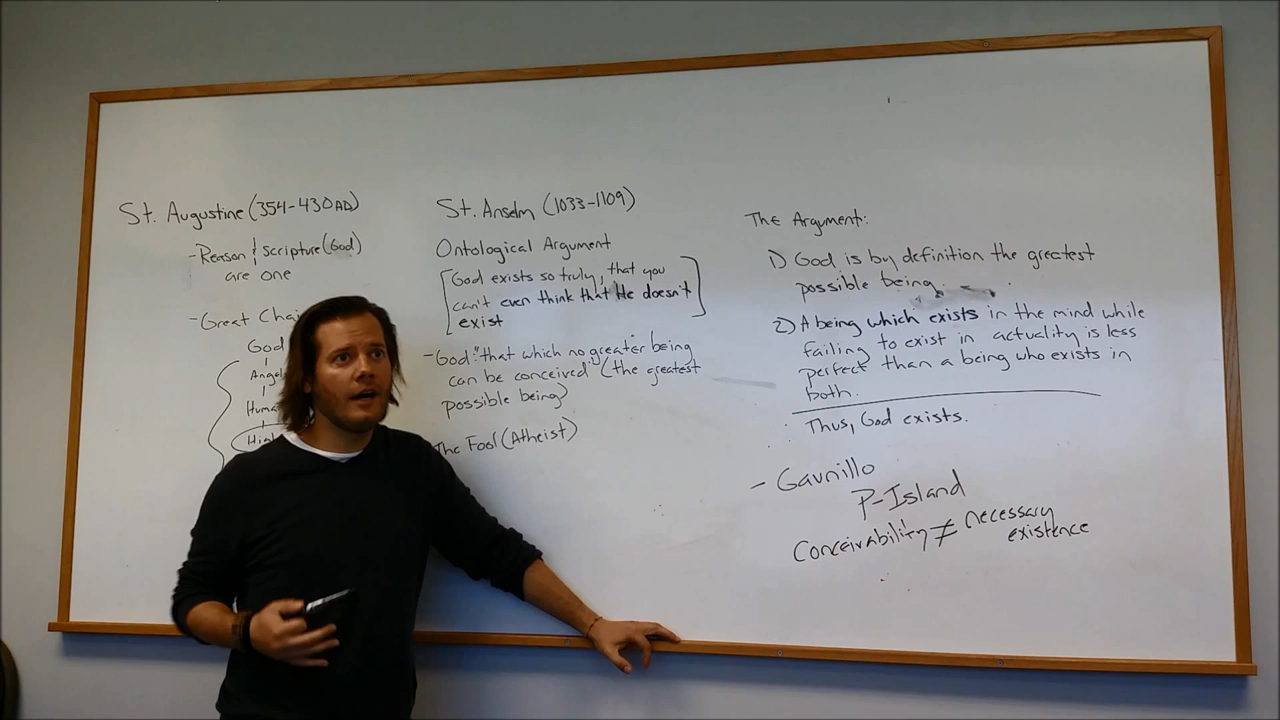 St. Augustine (354-430AD)
- Reason & Scripture (God)
are one
- Great Chai
God
Angel
Huma
High
St. Anselm (1033-1109)
Ontological Argument
[God exists so truly, that you
can't even think that He doesn't
exist]
- God: "that which no greater being
can be conceived" (the greatest
possible being)
The Fool (Atheist)
The Argument:
1) God is by definition the greatest
possible being.
2) A being which exists in the mind while
failing to exist in actuality is less
perfect than a being who exists in
both.
Thus, God exists.
- Gaunillo
P-Island
Conceivability ≠ necessary
existence